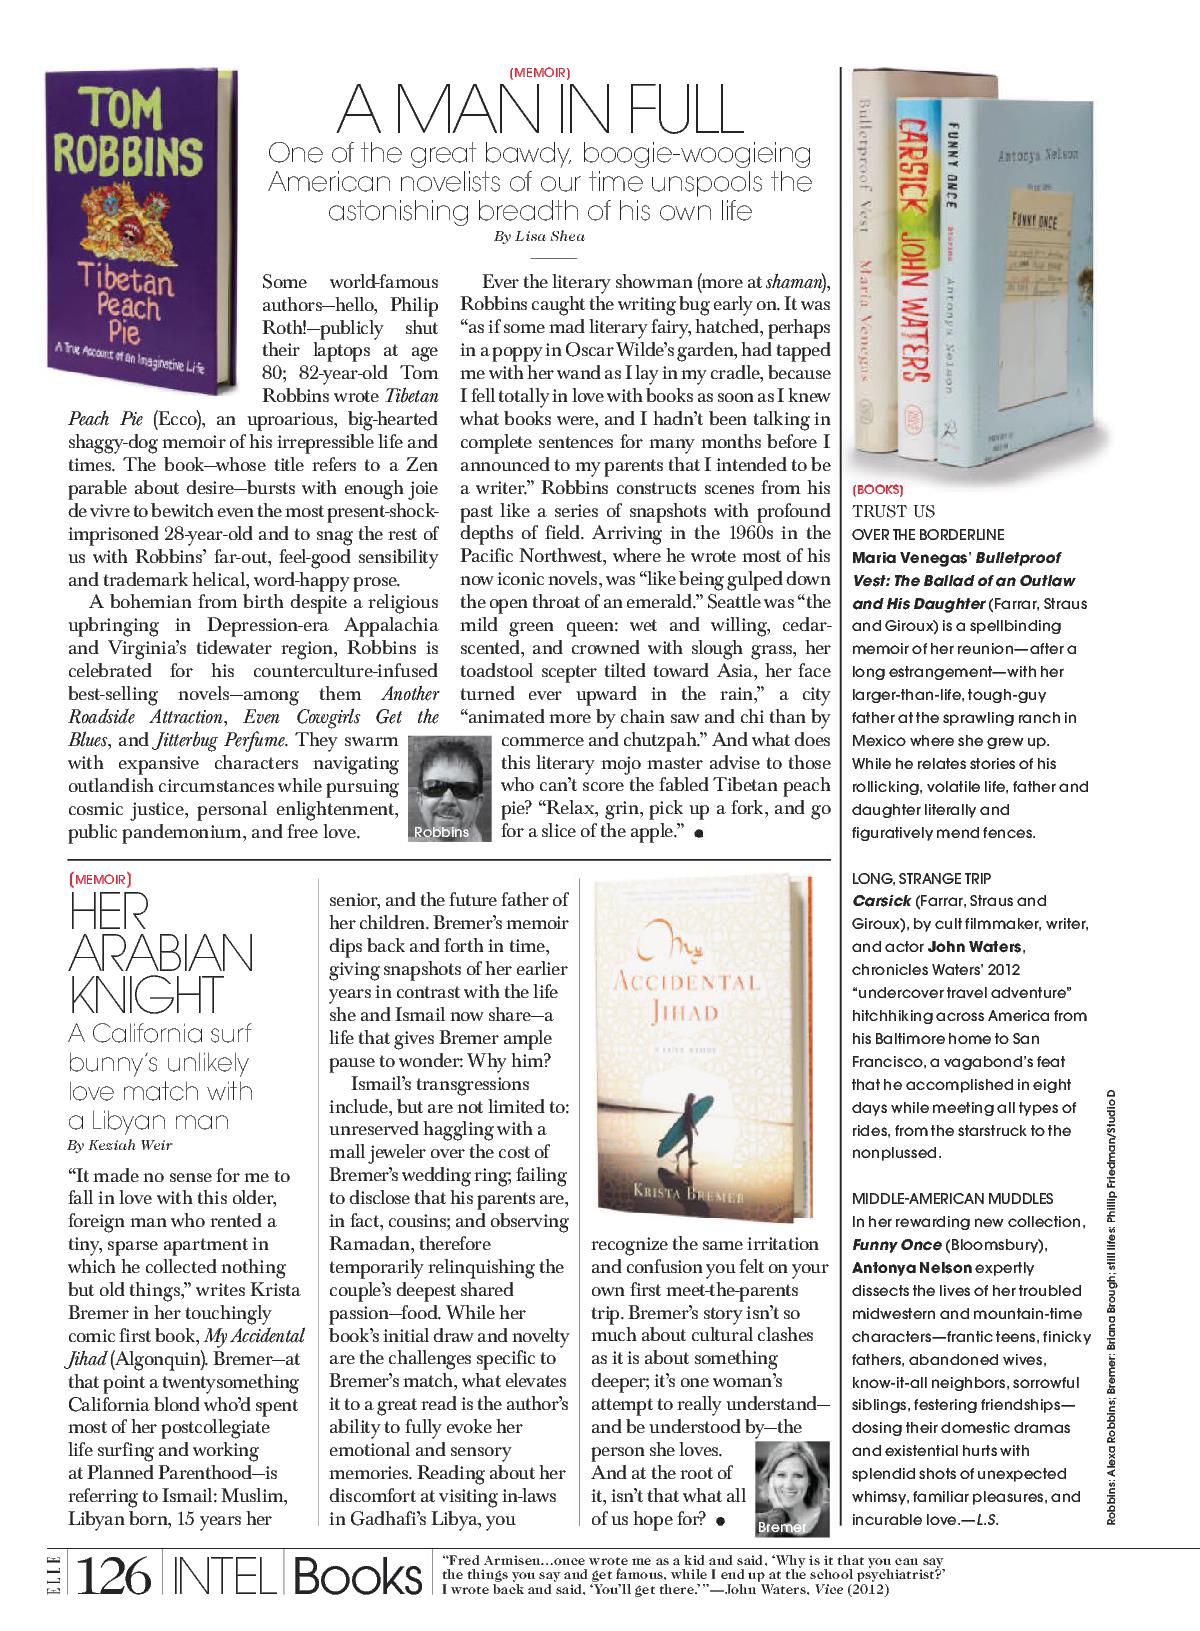 TOM
ROBBINS
Tibetan
Peach
Pie
A True Account of an Imaginative Life
(MEMOIR)
A MAN IN FULL
One of the great bawdy, boogie-woogieing
American novelists of our time unspools the
astonishing breadth of his own life
By Lisa Shea
Some world-famous
authors—hello, Philip
Roth!—publicly shut
their laptops at age
80; 82-year-old Tom
Robbins wrote Tibetan
Peach Pie (Ecco), an uproarious, big-hearted
shaggy-dog memoir of his irrepressible life and
times. The book—whose title refers to a Zen
parable about desire—bursts with enough joie
de vivre to bewitch even the most present-shock-
imprisoned 28-year-old and to snag the rest of
us with Robbins' far-out, feel-good sensibility
and trademark helical, word-happy prose.
A bohemian from birth despite a religious
upbringing in Depression-era Appalachia
and Virginia's tidewater region, Robbins is
celebrated for his counterculture-infused
best-selling novels—among them Another
Roadside Attraction, Even Cowgirls Get the
Blues, and Jitterbug Perfume. They swarm
with expansive characters navigating
outlandish circumstances while pursuing
cosmic justice, personal enlightenment,
public pandemonium, and free love.
Robbins
Ever the literary showman (more at shaman),
Robbins caught the writing bug early on. It was
“as if some mad literary fairy, hatched, perhaps
in a poppy in Oscar Wilde's garden, had tapped
me with her wand as I lay in my cradle, because
I fell totally in love with books as soon as I knew
what books were, and I hadn't been talking in
complete sentences for many months before I
announced to my parents that I intended to be
a writer.” Robbins constructs scenes from his
past like a series of snapshots with profound
depths of field. Arriving in the 1960s in the
Pacific Northwest, where he wrote most of his
now iconic novels, was “like being gulped down
the open throat of an emerald.” Seattle was “the
mild green queen: wet and willing, cedar-
scented, and crowned with slough grass, her
toadstool scepter tilted toward Asia, her face
turned ever upward in the rain,” a city
“animated more by chain saw and chi than by
commerce and chutzpah.” And what does
this literary mojo master advise to those
who can't score the fabled Tibetan peach
pie? “Relax, grin, pick up a fork, and go
for a slice of the apple.” ●
(MEMOIR)
HER
ARABIAN
KNIGHT
A California surf
bunny's unlikely
love match with
a Libyan man
By Keziah Weir
“It made no sense for me to
fall in love with this older,
foreign man who rented a
tiny, sparse apartment in
which he collected nothing
but old things,” writes Krista
Bremer in her touchingly
comic first book, My Accidental
Jihad (Algonquin). Bremer—at
that point a twentysomething
California blond who'd spent
most of her postcollegiate
life surfing and working
at Planned Parenthood—is
referring to Ismail: Muslim,
Libyan born, 15 years her
senior, and the future father of
her children. Bremer's memoir
dips back and forth in time,
giving snapshots of her earlier
years in contrast with the life
she and Ismail now share—a
life that gives Bremer ample
pause to wonder: Why him?
Ismail's transgressions
include, but are not limited to:
unreserved haggling with a
mall jeweler over the cost of
Bremer's wedding ring; failing
to disclose that his parents are,
in fact, cousins; and observing
Ramadan, therefore
temporarily relinquishing the
couple's deepest shared
passion—food. While her
book's initial draw and novelty
are the challenges specific to
Bremer's match, what elevates
it to a great read is the author's
ability to fully evoke her
emotional and sensory
memories. Reading about her
discomfort at visiting in-laws
in Gadhafi's Libya, you
My
ACCIDENTAL
JIHAD
A LOVE STORY
KRISTA BREMER
recognize the same irritation
and confusion you felt on your
own first meet-the-parents
trip. Bremer's story isn't so
much about cultural clashes
as it is about something
deeper; it's one woman's
attempt to really understand—
and be understood by—the
person she loves.
And at the root of
it, isn't that what all
of us hope for? ●
Bremer
Bulletproof Vest Maria Venegas
CARSICK JOHN WATERS
FUNNY ONCE Stories Antonya Nelson
Antonya Nelson
FUNNY ONCE
(BOOKS)
TRUST US
OVER THE BORDERLINE
Maria Venegas' Bulletproof
Vest: The Ballad of an Outlaw
and His Daughter (Farrar, Straus
and Giroux) is a spellbinding
memoir of her reunion—after a
long estrangement—with her
larger-than-life, tough-guy
father at the sprawling ranch in
Mexico where she grew up.
While he relates stories of his
rollicking, volatile life, father and
daughter literally and
figuratively mend fences.
LONG, STRANGE TRIP
Carsick (Farrar, Straus and
Giroux), by cult filmmaker, writer,
and actor John Waters,
chronicles Waters' 2012
“undercover travel adventure”
hitchhiking across America from
his Baltimore home to San
Francisco, a vagabond's feat
that he accomplished in eight
days while meeting all types of
rides, from the starstruck to the
nonplussed.
MIDDLE-AMERICAN MUDDLES
In her rewarding new collection,
Funny Once (Bloomsbury),
Antonya Nelson expertly
dissects the lives of her troubled
midwestern and mountain-time
characters—frantic teens, finicky
fathers, abandoned wives,
know-it-all neighbors, sorrowful
siblings, festering friendships—
dosing their domestic dramas
and existential hurts with
splendid shots of unexpected
whimsy, familiar pleasures, and
incurable love.—L.S.
Robbins: Alexa Robbins; Bremer: Briana Brough; still lifes: Phillip Friedman/Studio D
ELLE 126 INTEL Books
“Fred Armisen…once wrote me as a kid and said, ‘Why is it that you can say
the things you say and get famous, while I end up at the school psychiatrist?’
I wrote back and said, ‘You'll get there.’”—John Waters, Vice (2012)